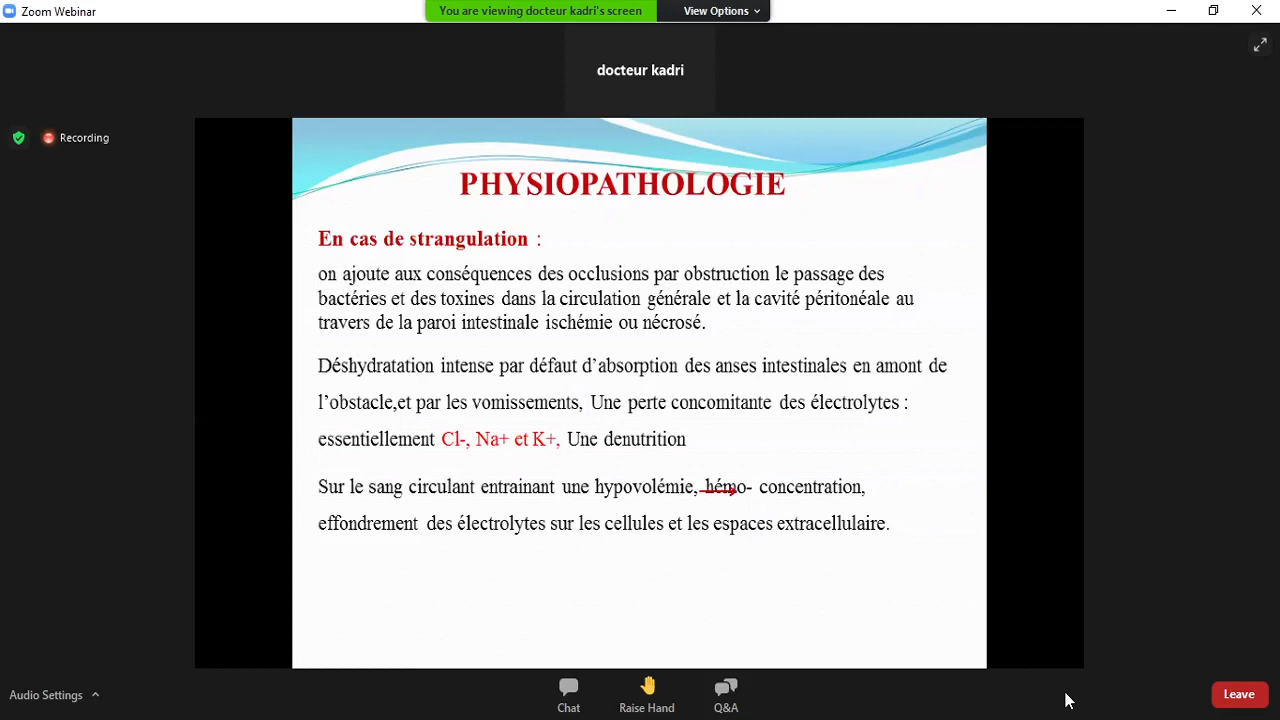 Zoom Webinar
You are viewing docteur kadri's screen
View Options
docteur kadri
Recording
PHYSIOPATHOLOGIE
En cas de strangulation :
on ajoute aux conséquences des occlusions par obstruction le passage des
bactéries et des toxines dans la circulation générale et la cavité péritonéale au
travers de la paroi intestinale ischémie ou nécrosé.
Déshydratation intense par défaut d’absorption des anses intestinales en amont de
l’obstacle,et par les vomissements, Une perte concomitante des électrolytes :
essentiellement Cl-, Na+ et K+, Une denutrition
Sur le sang circulant entrainant une hypovolémie, hémo- concentration,
effondrement des électrolytes sur les cellules et les espaces extracellulaire.
Audio Settings
Chat
Raise Hand
Q&A
Leave